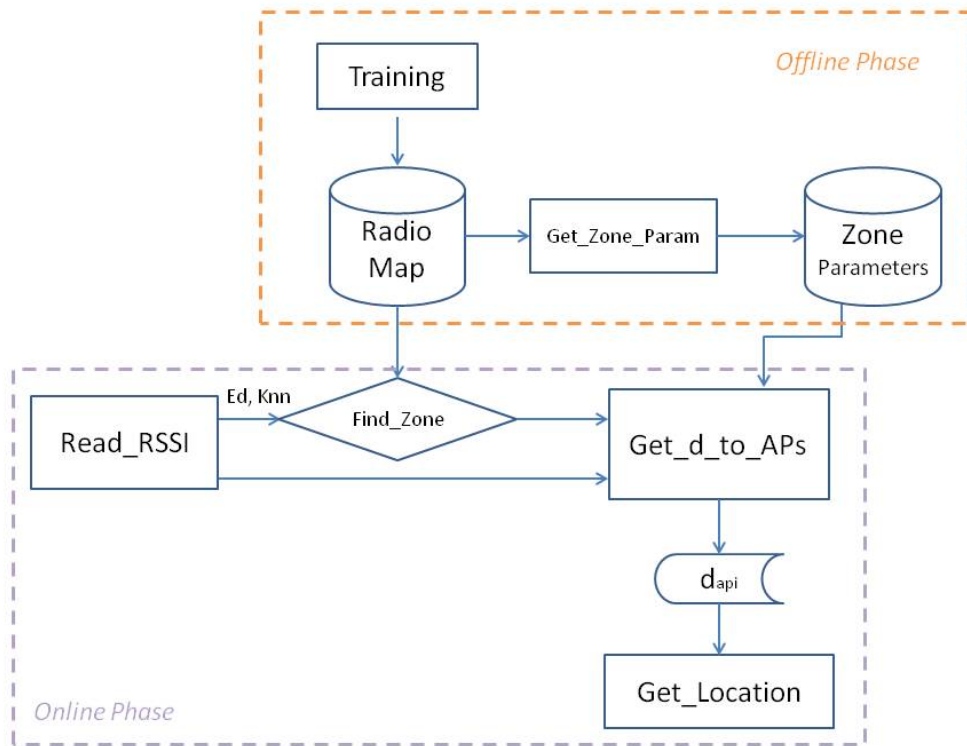 Offline Phase
Training
Radio
Map
Get_Zone_Param
Zone
Parameters
Ed, Knn
Read_RSSI
Find_Zone
Get_d_to_APs
dapi
Get_Location
Online Phase